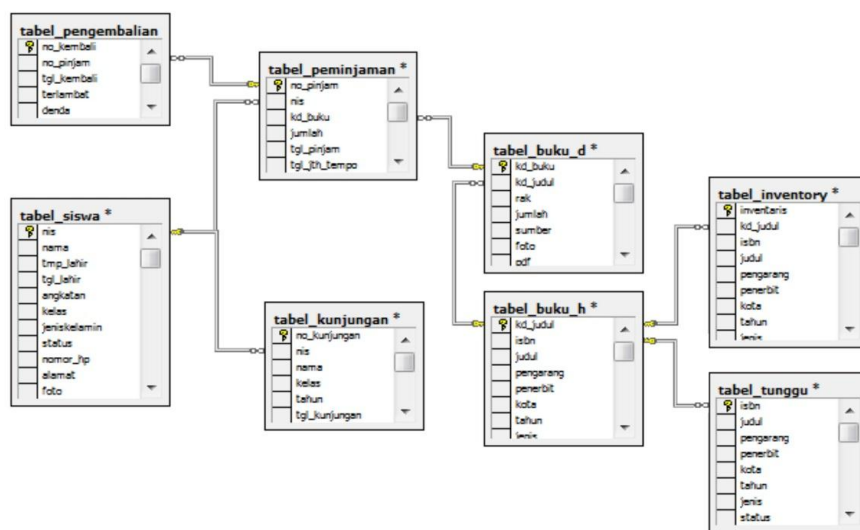 tabel_pengembalian
no_kembali
no_pinjam
tgl_kembali
terlambat
denda
tabel_peminjaman *
no_pinjam
nis
kd_buku
jumlah
tgl_pinjam
tgl_jth_tempo
tabel_buku_d *
kd_buku
kd_judul
rak
jumlah
sumber
foto
pdf
tabel_inventory *
inventaris
kd_judul
isbn
judul
pengarang
penerbit
kota
tahun
jenis
tabel_siswa *
nis
nama
tmp_lahir
tgl_lahir
angkatan
kelas
jeniskelamin
status
nomor_hp
alamat
foto
tabel_kunjungan *
no_kunjungan
nis
nama
kelas
tahun
tgl_kunjungan
tabel_buku_h *
kd_judul
isbn
judul
pengarang
penerbit
kota
tahun
jenis
tabel_tunggu *
isbn
judul
pengarang
penerbit
kota
tahun
jenis
status